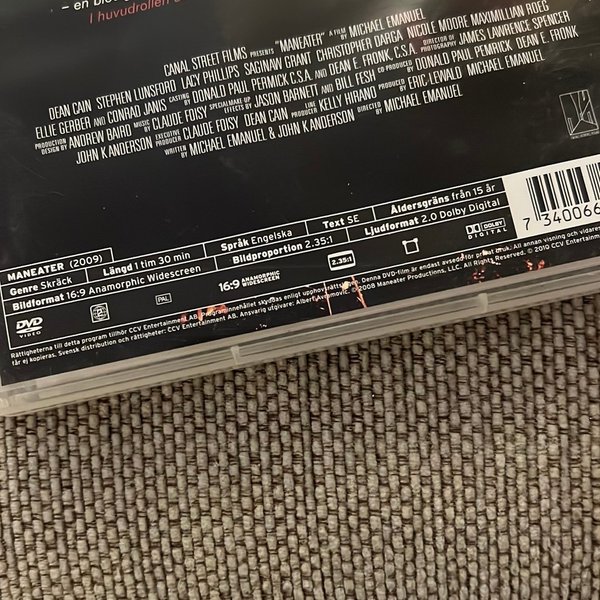 – en blo
I huvudrollen
CANAL STREET FILMS PRESENTS "MANEATER" A FILM BY MICHAEL EMANUEL
DEAN CAIN STEPHEN LUNSFORD LACY PHILLIPS SAGINAW GRANT CHRISTOPHER DARGA NICOLE MOORE MAXIMILIAN ROEG
ELLIE GERBER AND CONRAD JANIS CASTING BY DONALD PAUL PEMRICK C.S.A. AND DEAN E. FRONK, C.S.A. DIRECTOR OF PHOTOGRAPHY JAMES LAWRENCE SPENCER
PRODUCTION DESIGN BY ANDREW BAIRD MUSIC BY CLAUDE FOISY SPECIAL MAKE UP EFFECTS BY JASON BARNETT AND BILL FESH CO-PRODUCED BY DONALD PAUL PEMRICK, DEAN E. FRONK
JOHN K ANDERSON EXECUTIVE PRODUCER CLAUDE FOISY DEAN CAIN LINE PRODUCER KELLY HIRANO PRODUCED BY ERIC LEWALD MICHAEL EMANUEL
WRITTEN BY MICHAEL EMANUEL & JOHN K ANDERSON DIRECTED BY MICHAEL EMANUEL
MANEATER (2009)
Genre Skräck Längd 1 tim 30 min Språk Engelska Text SE Åldersgräns från 15 år
Bildformat 16:9 Anamorphic Widescreen Bildproportion 2.35:1 Ljudformat 2.0 Dolby Digital
DVD VIDEO 2 PAL 16:9 ANAMORPHIC WIDESCREEN 2.35:1 DOLBY DIGITAL
7 340066
Rättigheterna till detta program tillhör CCV Entertainment AB. Programinnehållet skyddas enligt upphovsrättslagen. Denna DVD-film är endast avsedd för privat bruk. All annan visning och vidare
får ej kopieras. Svensk distribution och rättigheter: CCV Entertainment AB. Ansvarig utgivare: Albert Avramovic. © 2008 Maneater Productions, LLC. All Rights Reserved. © 2010 CCV Entertainment